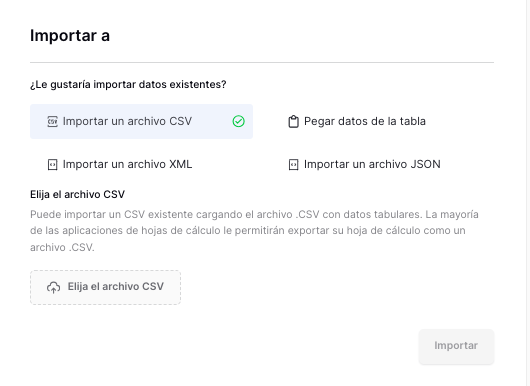 Importar a
¿Le gustaría importar datos existentes?
Importar un archivo CSV
Pegar datos de la tabla
Importar un archivo XML
Importar un archivo JSON
Elija el archivo CSV
Puede importar un CSV existente cargando el archivo .CSV con datos tabulares. La mayoría
de las aplicaciones de hojas de cálculo le permitirán exportar su hoja de cálculo como un
archivo .CSV.
Elija el archivo CSV
Importar